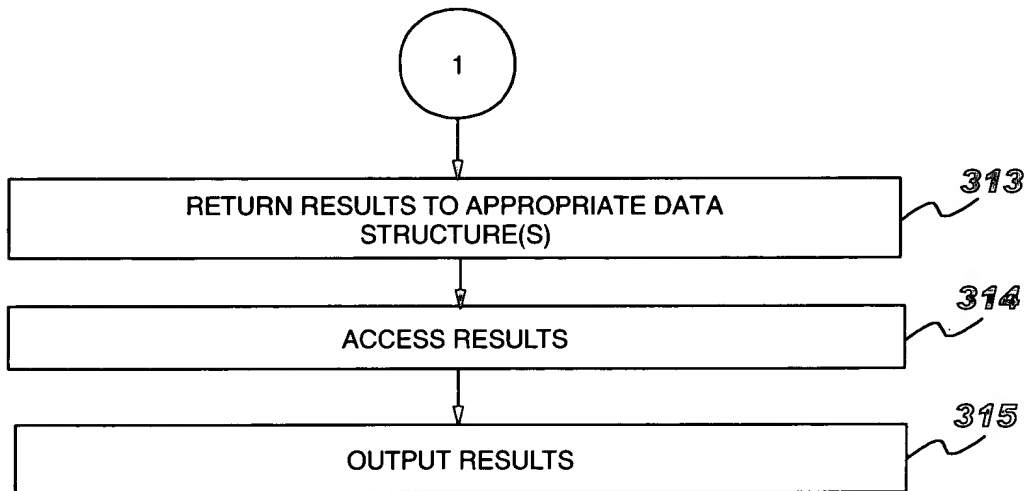 1
313
RETURN RESULTS TO APPROPRIATE DATA
STRUCTURE(S)
314
ACCESS RESULTS
315
OUTPUT RESULTS